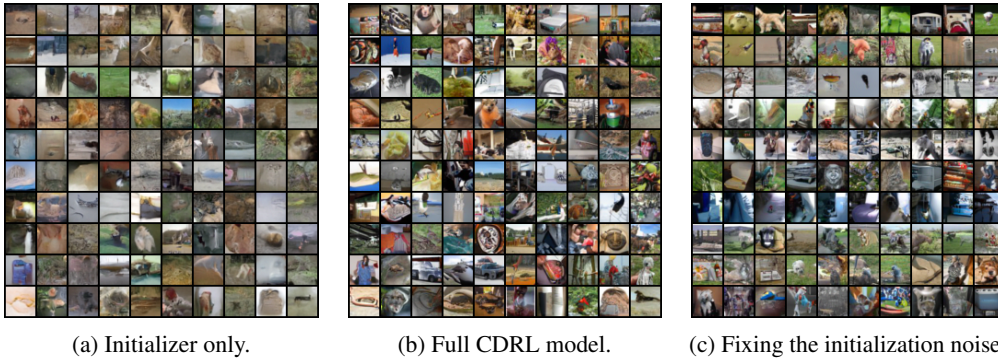 (a) Initializer only.
(b) Full CDRL model.
(c) Fixing the initialization noise